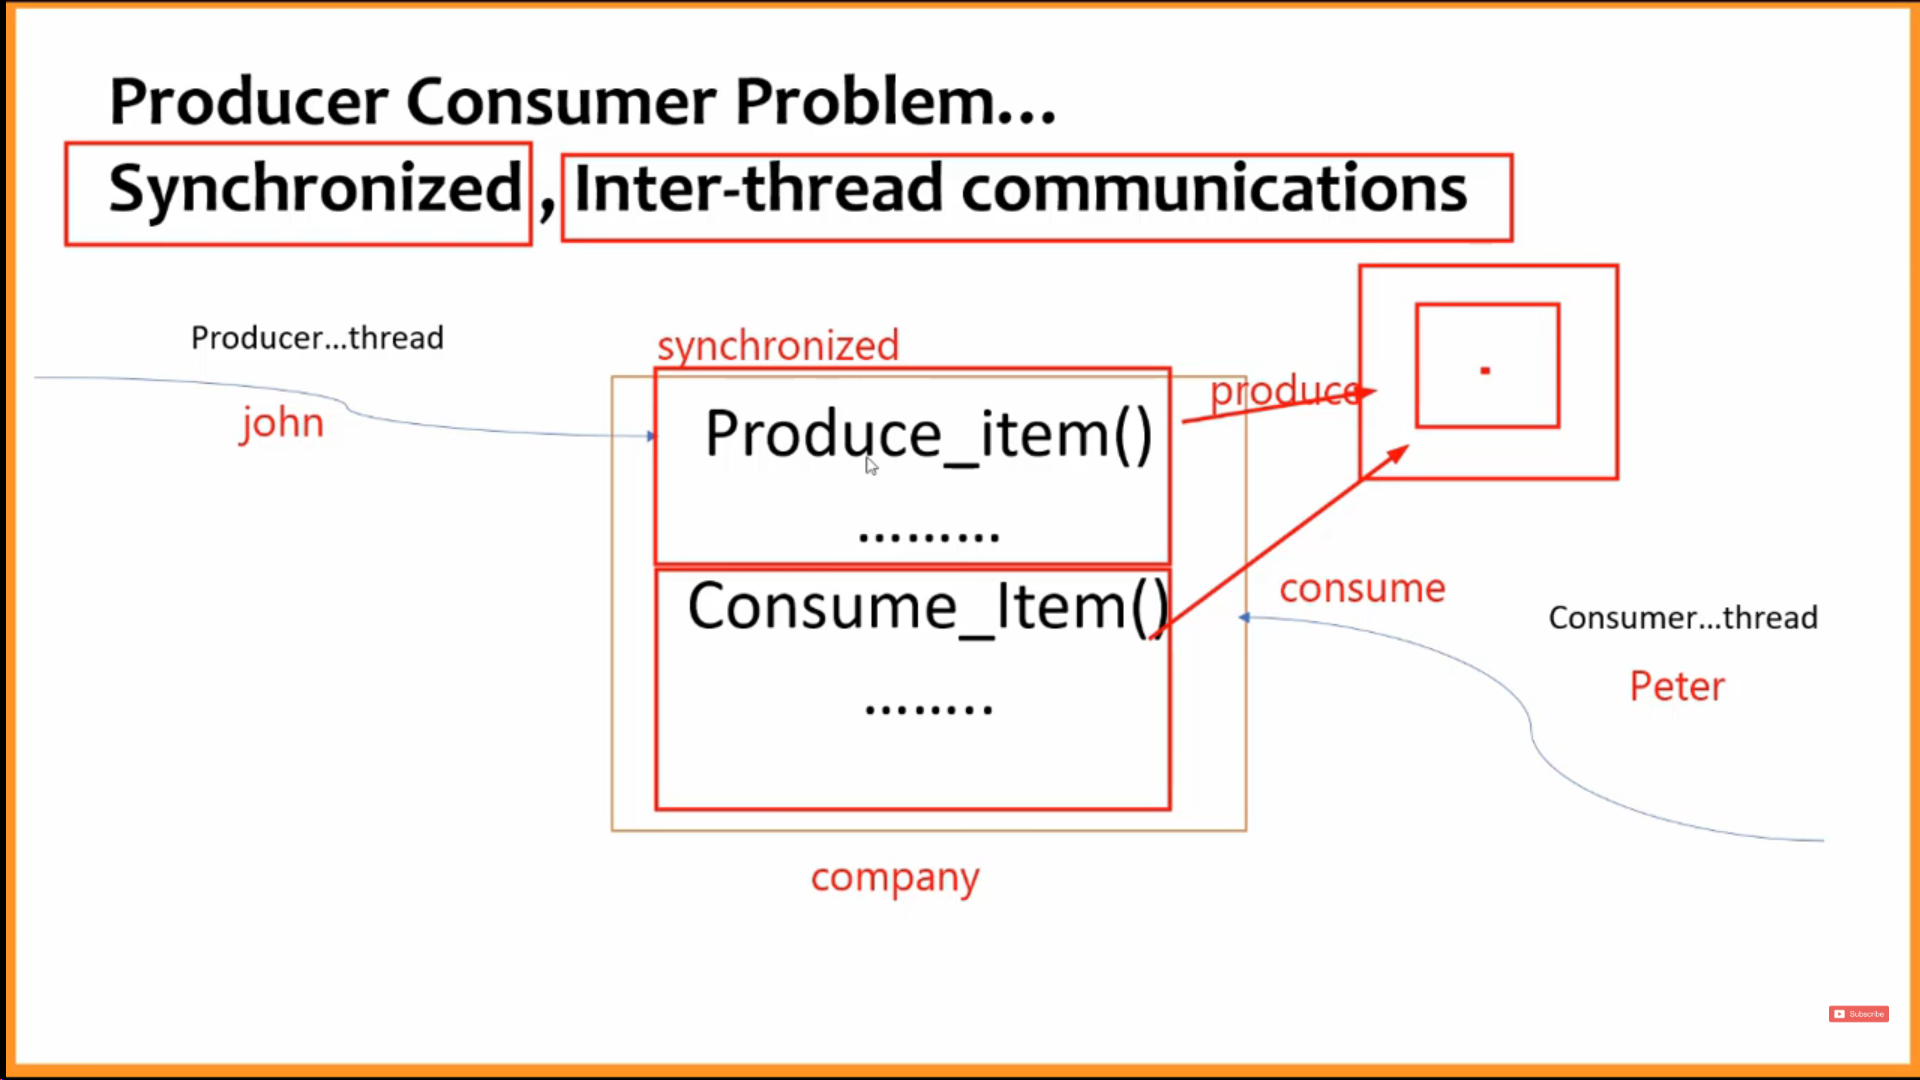 Producer Consumer Problem...
Synchronized , Inter-thread communications
Producer...thread
john
synchronized
Produce_item()
.........
produce
Consume_Item()
........
consume
Consumer...thread
Peter
company
Subscribe